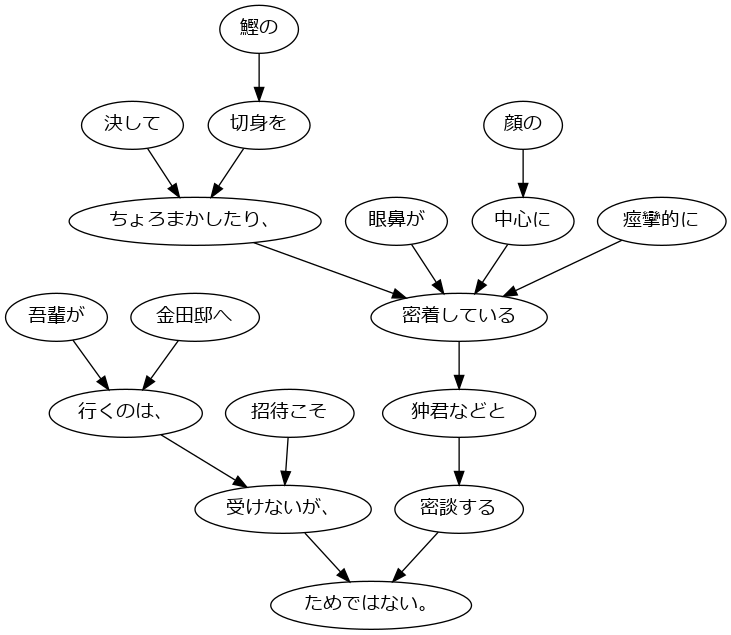 鰹の
決して
切身を
顔の
ちょろまかしたり、
眼鼻が
中心に
痙攣的に
吾輩が
金田邸へ
密着している
行くのは、
招待こそ
狆君などと
受けないが、
密談する
ためではない。